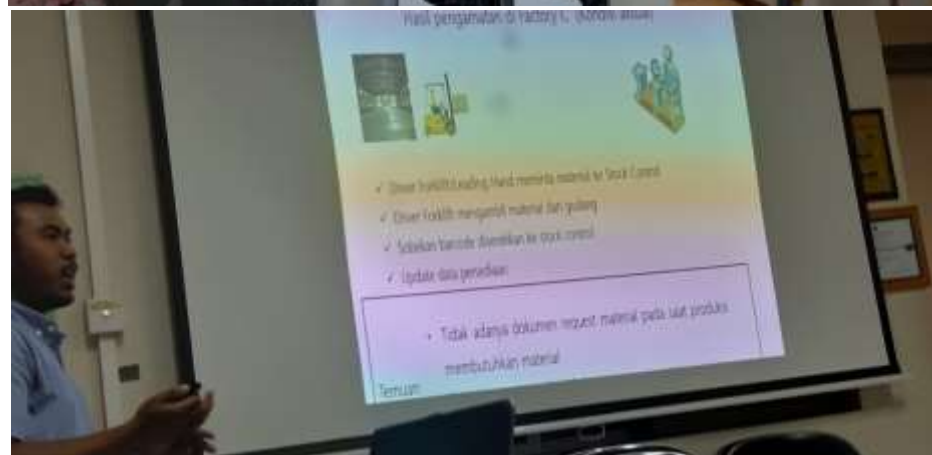 Hasil pengamatan di Factory C (Kondisi aktual)
✓ Driver Forklift/Leading Hand meminta material ke Stock Control
✓ Driver Forklift mengambil material dari gudang
✓ Sobekan barcode diserahkan ke stock control
✓ Update data persediaan
• Tidak adanya dokumen request material pada saat produksi
membutuhkan material
Temuan